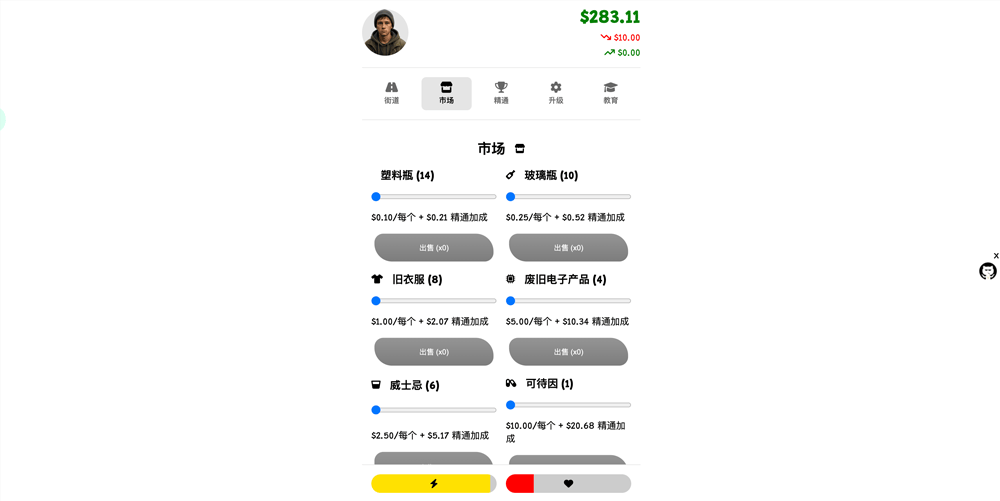 $283.11
$10.00
$0.00
街道 市场 精通 升级 教育
市场
塑料瓶 (14) 玻璃瓶 (10)
$0.10/每个 + $0.21 精通加成 $0.25/每个 + $0.52 精通加成
出售 (x0) 出售 (x0)
旧衣服 (8) 废旧电子产品 (4)
$1.00/每个 + $2.07 精通加成 $5.00/每个 + $10.34 精通加成
出售 (x0) 出售 (x0)
威士忌 (6) 可待因 (1)
$2.50/每个 + $5.17 精通加成 $10.00/每个 + $20.68 精通加
成
x